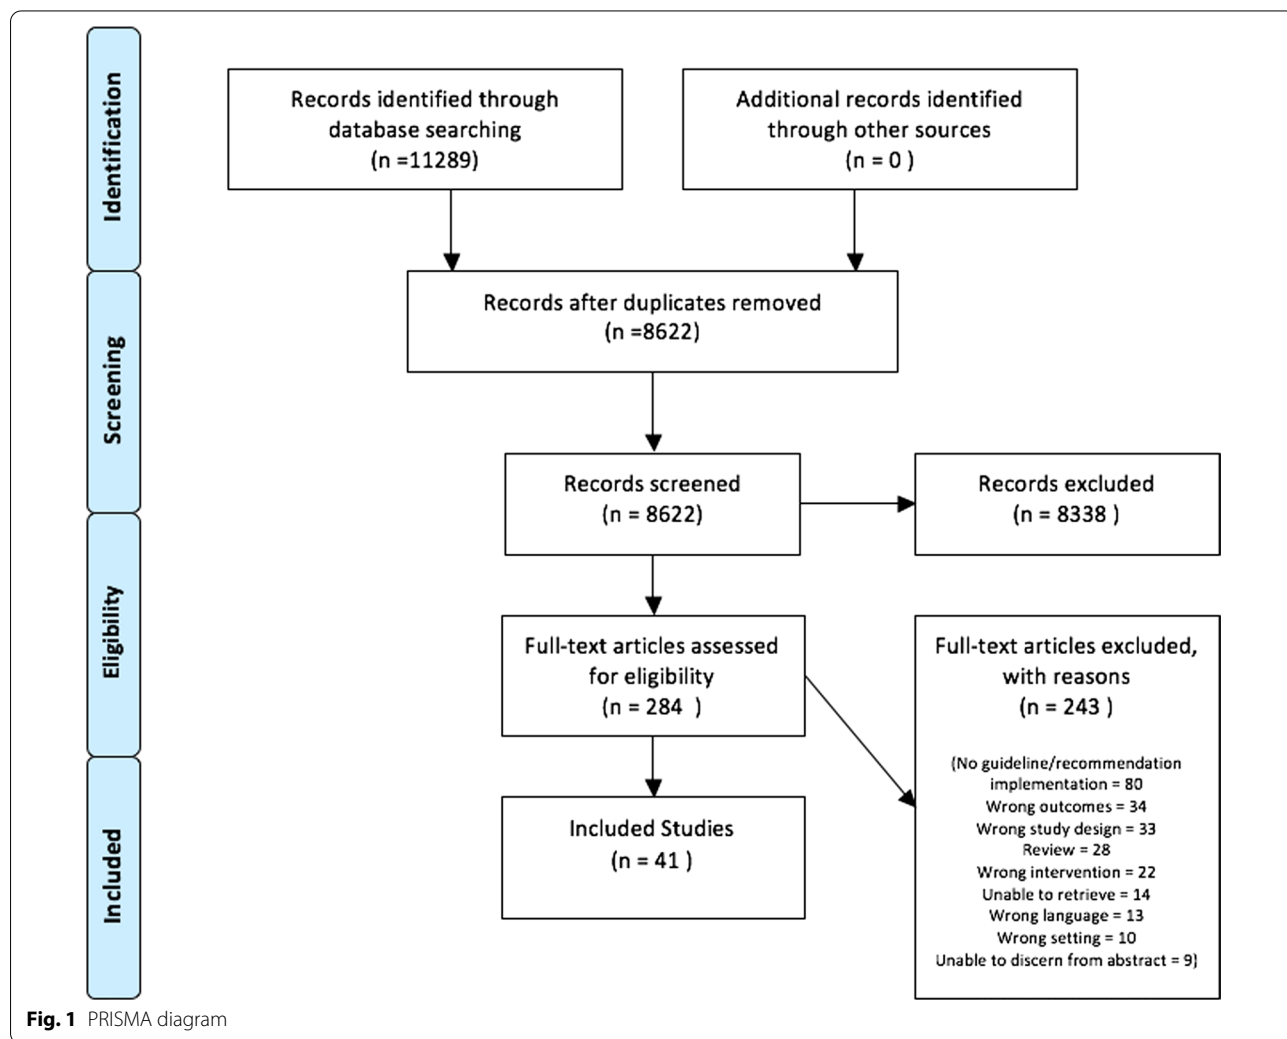 Identification
Records identified through
database searching
(n =11289)
Additional records identified
through other sources
(n = 0 )
Screening
Records after duplicates removed
(n =8622)
Records screened
(n = 8622)
Records excluded
(n = 8338 )
Eligibility
Full-text articles assessed
for eligibility
(n = 284  )
Full-text articles excluded,
with reasons
(n = 243 )
(No guideline/recommendation
implementation = 80
Wrong outcomes = 34
Wrong study design = 33
Review = 28
Wrong intervention = 22
Unable to retrieve = 14
Wrong language = 13
Wrong setting = 10
Unable to discern from abstract = 9)
Included
Included Studies
(n = 41 )
Fig. 1 PRISMA diagram